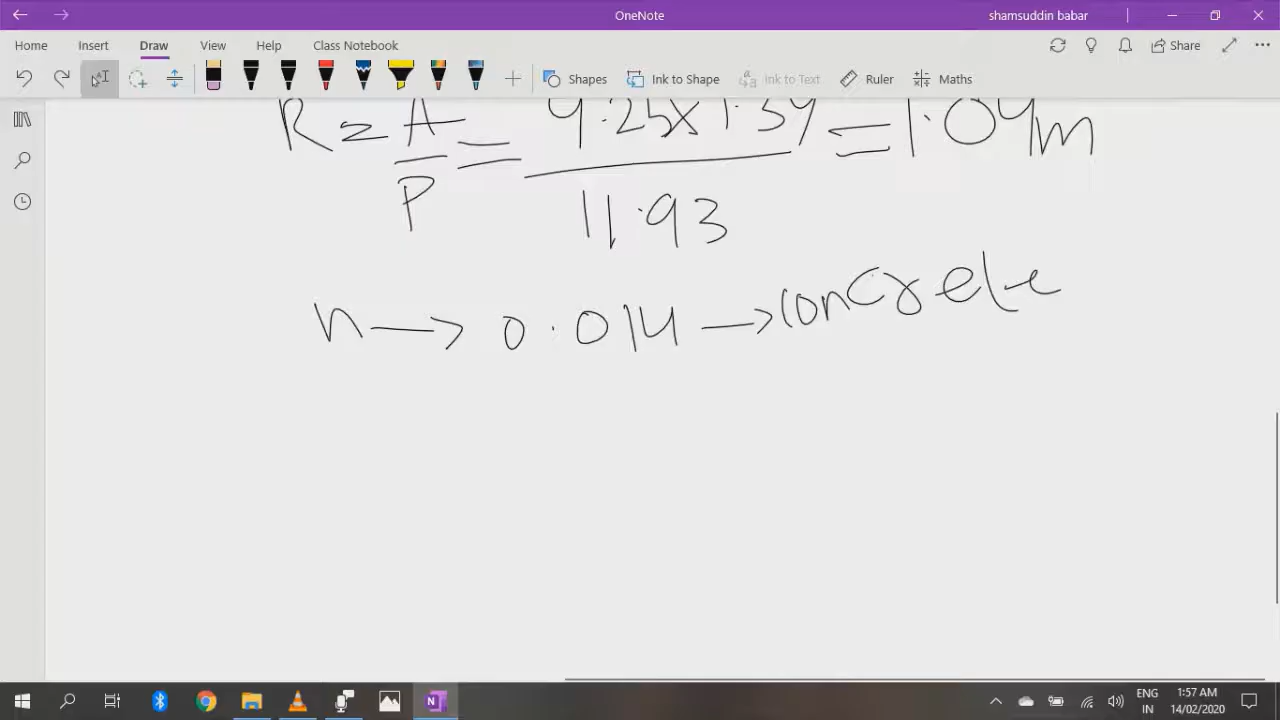 OneNote
shamsuddin babar
Home Insert Draw View Help Class Notebook
Share
Shapes Ink to Shape Ink to Text Ruler Maths
R = A/P = 9.25x1.34/11.93 = 1.04m
n → 0.014 → concrete
ENG 1:57 AM
IN 14/02/2020